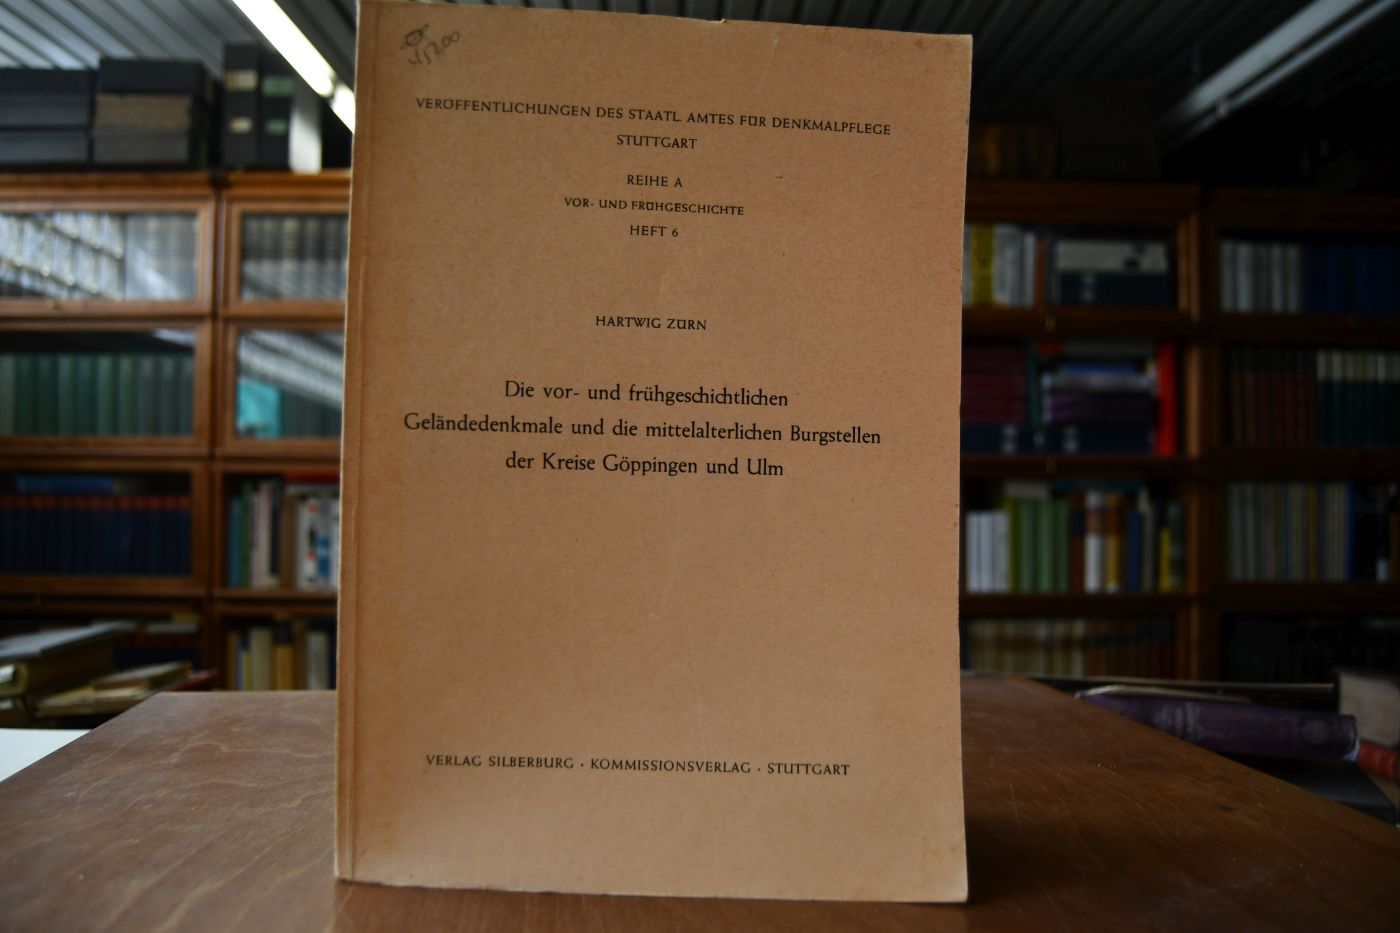 VERÖFFENTLICHUNGEN DES STAATL. AMTES FÜR DENKMALPFLEGE
STUTTGART
REIHE A
VOR- UND FRÜHGESCHICHTE
HEFT 6
HARTWIG ZÜRN
Die vor- und frühgeschichtlichen
Geländedenkmale und die mittelalterlichen Burgstellen
der Kreise Göppingen und Ulm
VERLAG SILBERBURG · KOMMISSIONSVERLAG · STUTTGART